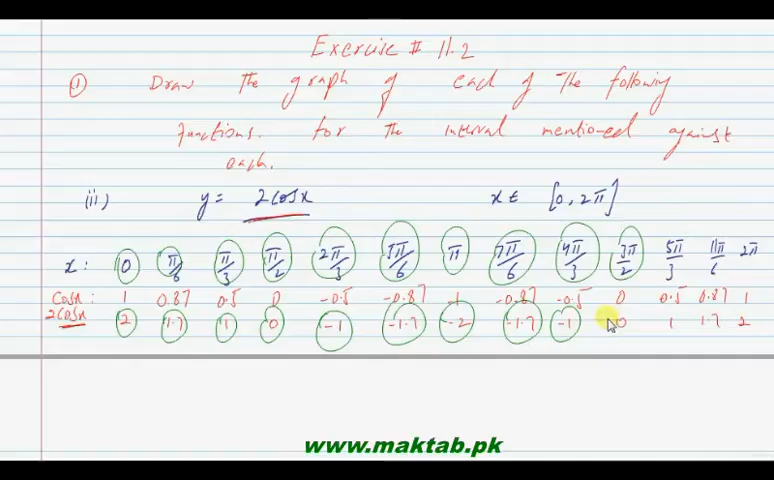 Exercise # 11.2
① Draw the graph of each of the following
functions. for the interval mentioned against
each.
(ii) y = 2cosx x ∈ [0, 2π]
x: 0 π/6 π/3 π/2 2π/3 5π/6 π 7π/6 4π/3 3π/2 5π/3 11π/6 2π
Cosx: 1 0.87 0.5 0 -0.5 -0.87 -1 -0.87 -0.5 0 0.5 0.87 1
2cosx 2 1.7 1 0 -1 -1.7 -2 -1.7 -1 0 1 1.7 2
www.maktab.pk